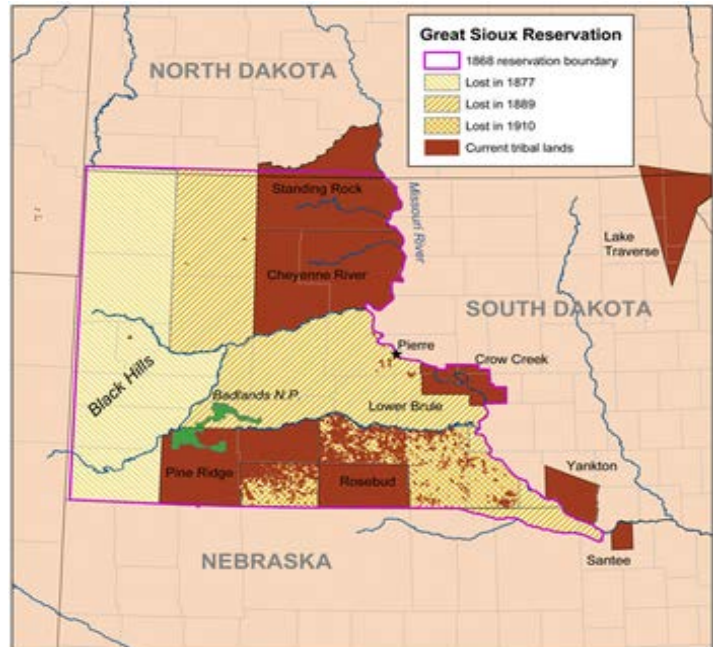 Great Sioux Reservation
1868 reservation boundary
Lost in 1877
Lost in 1889
Lost in 1910
Current tribal lands
NORTH DAKOTA
Standing Rock
Missouri River
Lake
Traverse
Cheyenne River
SOUTH DAKOTA
Pierre
Crow Creek
Black Hills
Badlands N.P.
Lower Brule
Pine Ridge
Rosebud
Yankton
Santee
NEBRASKA